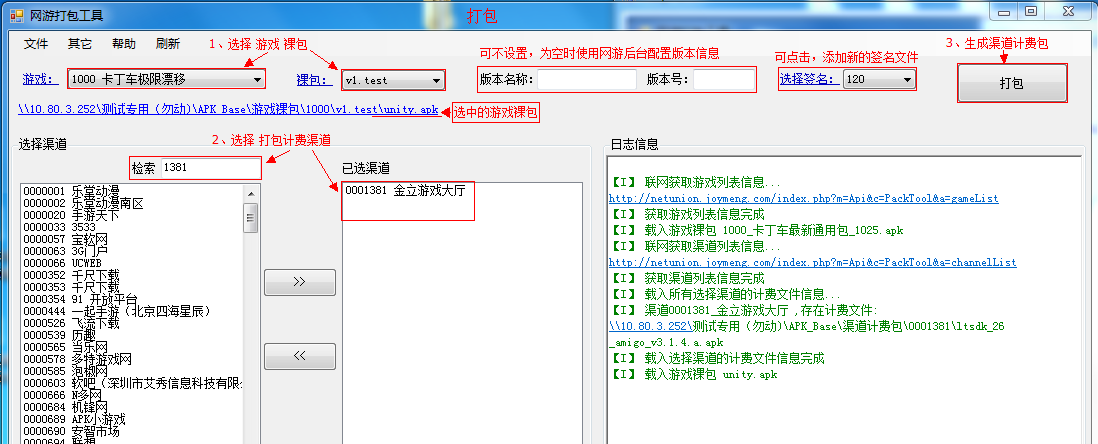 网游打包工具
打包
文件 其它 帮助 刷新
1、选择 游戏 裸包
可不设置，为空时使用网游后台配置版本信息
可点击，添加新的签名文件
3、生成渠道计费包
游戏: 1000 卡丁车极限漂移 裸包: v1.test 版本名称: 版本号: 选择签名: 120 打包
\\10.80.3.252\测试专用（勿动)\APK_Base\游戏裸包\1000\v1.test\unity.apk 选中的游戏裸包
选择渠道
2、选择 打包计费渠道
检索 1381
已选渠道
0000001 乐堂动漫
0000002 乐堂动漫南区
0000020 手游天下
0000033 3533
0000057 宝软网
0000063 3G门户
0000066 UCWEB
0000352 千尺下载
0000353 千尺下载
0000354 91 开放平台
0000444 一起手游（北京四海星辰）
0000526 飞流下载
0000539 历趣
0000565 当乐网
0000578 多特游戏网
0000585 泡椒网
0000603 软吧（深圳市艾秀信息科技有限
0000666 N多网
0000684 机锋网
0000689 APK小游戏
0000690 安智市场
0000694 联想
>>
<<
0001381 金立游戏大厅
日志信息
【I】 联网获取游戏列表信息...
http://netunion.joymeng.com/index.php?m=Api&c=PackTool&a=gameList
【I】 获取游戏列表信息完成
【I】 载入游戏裸包 1000_卡丁车最新通用包_1025.apk
【I】 联网获取渠道列表信息...
http://netunion.joymeng.com/index.php?m=Api&c=PackTool&a=channelList
【I】 获取渠道列表信息完成
【I】 载入所有选择渠道的计费文件信息...
【I】 渠道0001381_金立游戏大厅 , 存在计费文件:
\\10.80.3.252\测试专用（勿动)\APK_Base\渠道计费包\0001381\ltsdk_26
_amigo_v3.1.4.a.apk
【I】 载入选择渠道的计费文件信息完成
【I】 载入游戏裸包 unity.apk